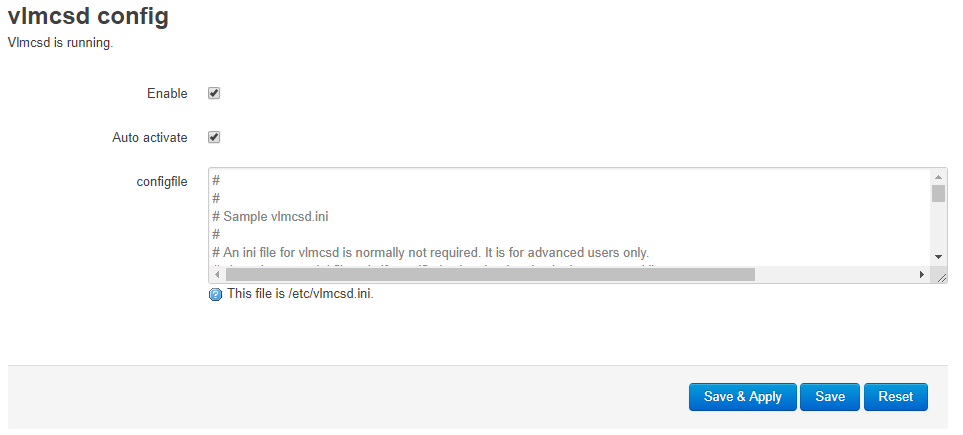 vlmcsd config
Vlmcsd is running.
Enable
Auto activate
configfile
#
#
# Sample vlmcsd.ini
#
# An ini file for vlmcsd is normally not required. It is for advanced users only.
This file is /etc/vlmcsd.ini.
Save & Apply Save Reset